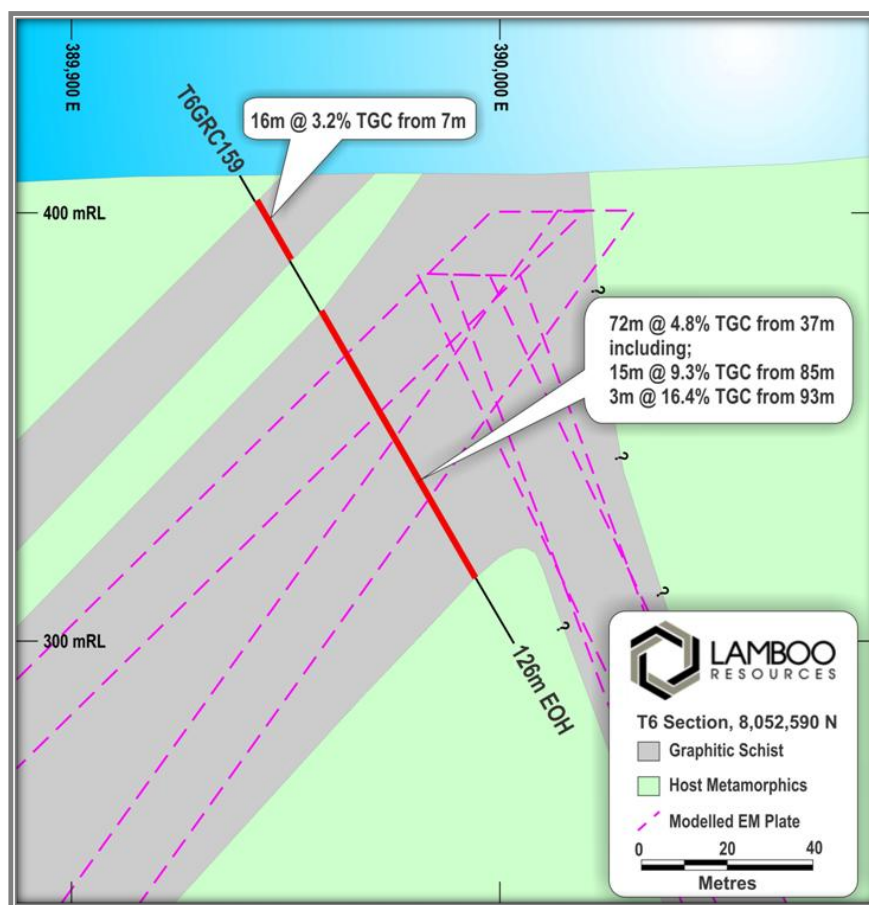 389,900 E
390,000 E
T6GRC159
16m @ 3.2% TGC from 7m
400 mRL
?
72m @ 4.8% TGC from 37m
including;
15m @ 9.3% TGC from 85m
3m @ 16.4% TGC from 93m
?
?
?
300 mRL
126m EOH
LAMBOO
RESOURCES
T6 Section, 8,052,590 N
Graphitic Schist
Host Metamorphics
Modelled EM Plate
0 20 40
Metres